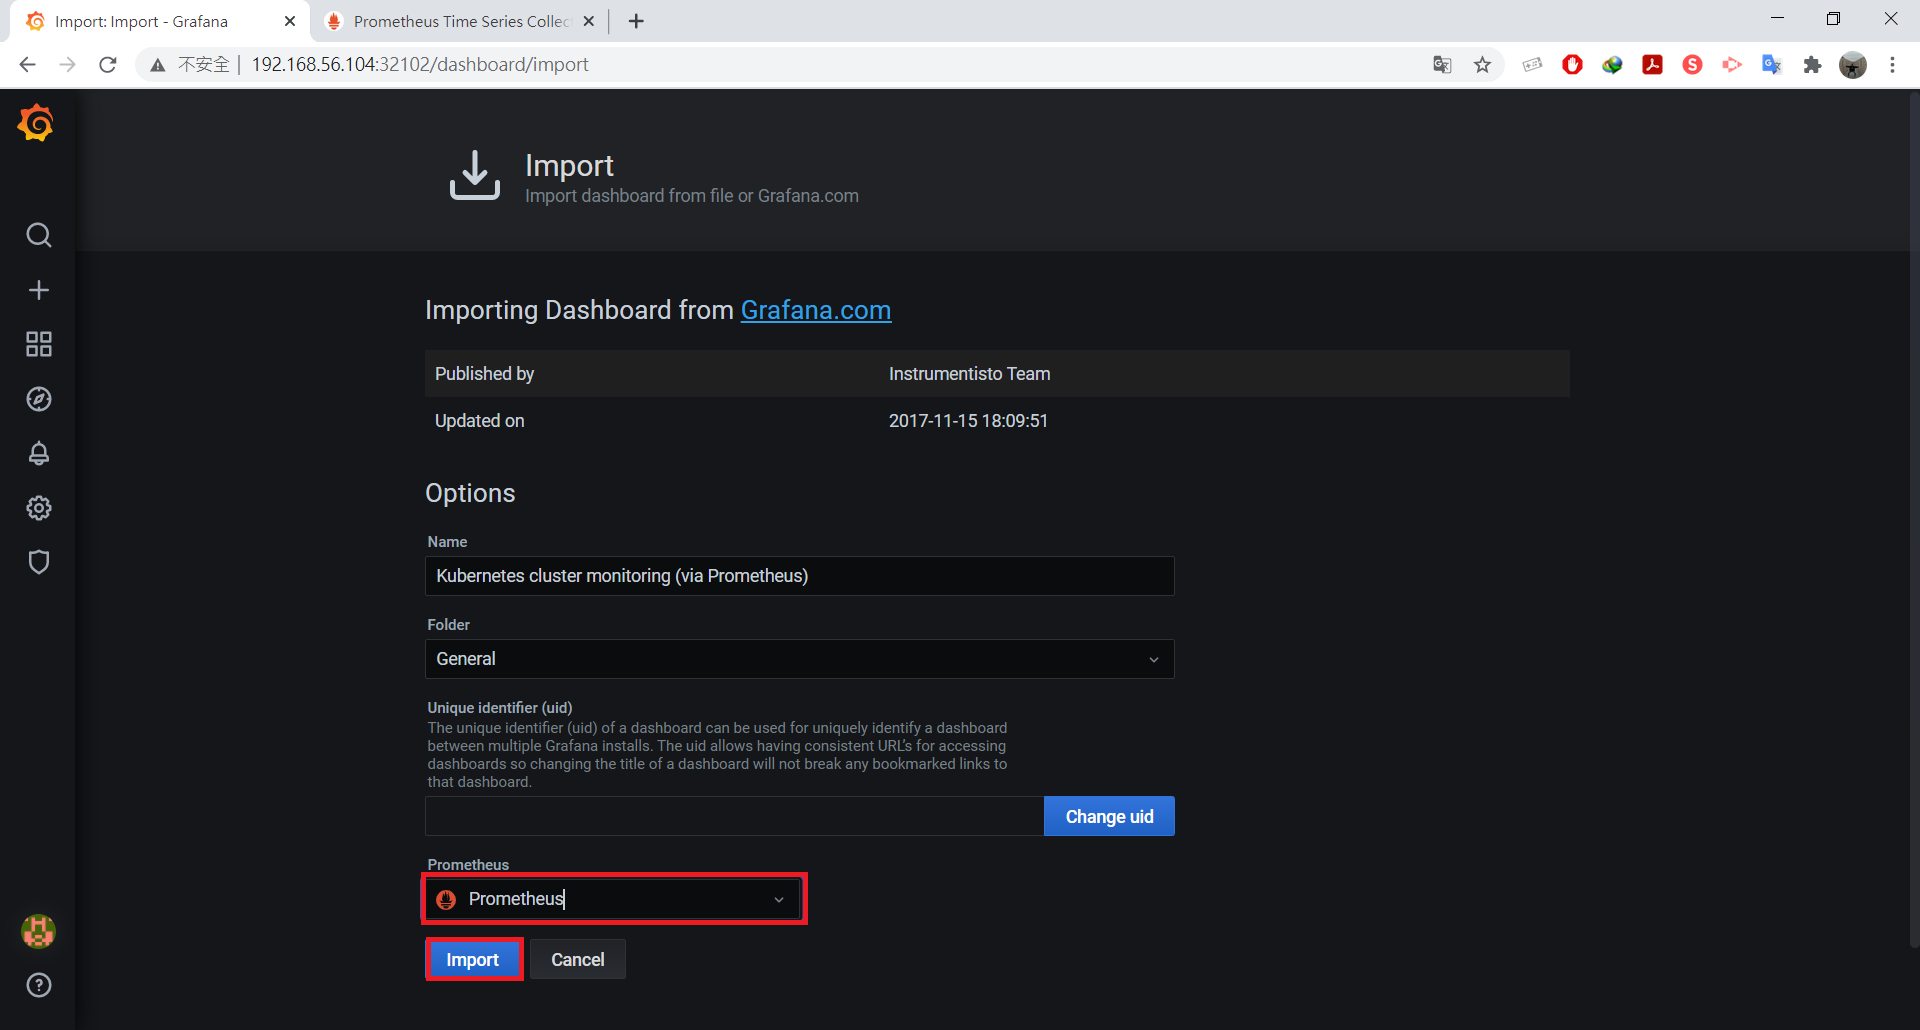 Import: Import - Grafana
Prometheus Time Series Collec
不安全 | 192.168.56.104:32102/dashboard/import
Import
Import dashboard from file or Grafana.com
Importing Dashboard from Grafana.com
Published by Instrumentisto Team
Updated on 2017-11-15 18:09:51
Options
Name
Kubernetes cluster monitoring (via Prometheus)
Folder
General
Unique identifier (uid)
The unique identifier (uid) of a dashboard can be used for uniquely identify a dashboard
between multiple Grafana installs. The uid allows having consistent URL's for accessing
dashboards so changing the title of a dashboard will not break any bookmarked links to
that dashboard.
Change uid
Prometheus
Prometheus
Import Cancel